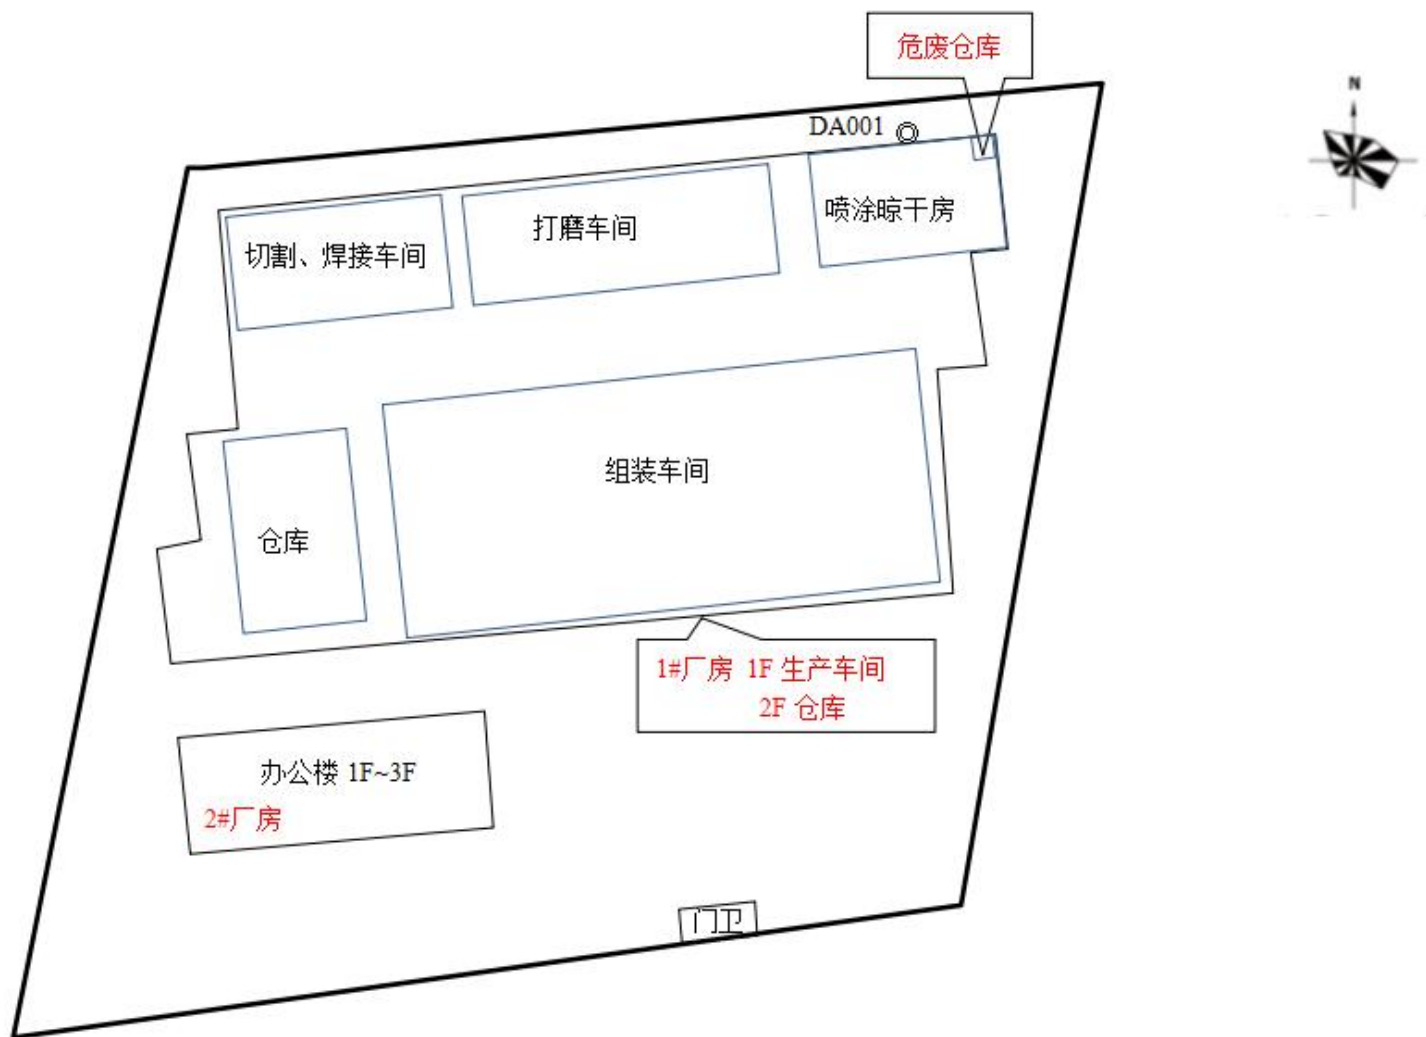 危废仓库
N
DA001
喷涂晾干房
打磨车间
切割、焊接车间
组装车间
仓库
1#厂房 1F 生产车间
2F 仓库
办公楼 1F~3F
2#厂房
门卫